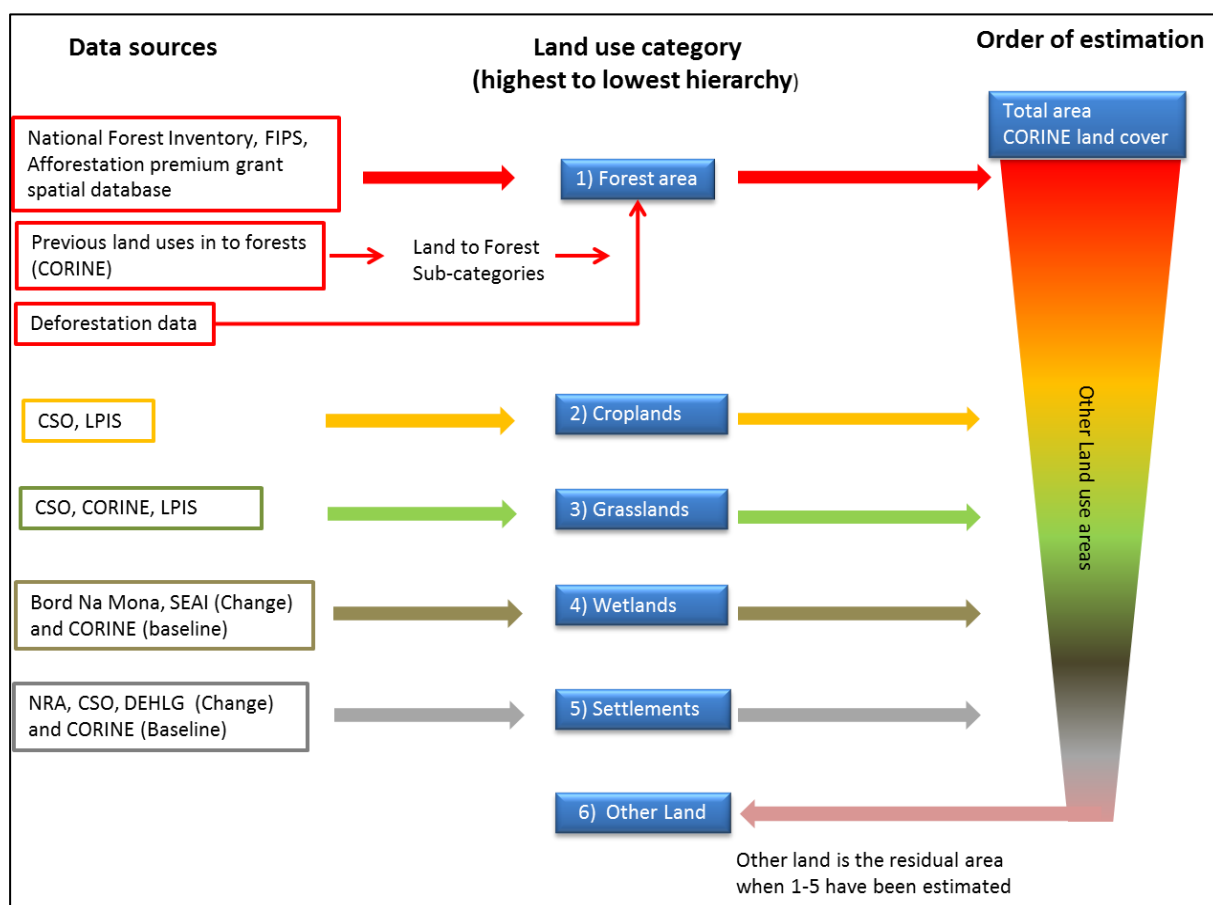 Data sources
Land use category
(highest to lowest hierarchy)
Order of estimation
National Forest Inventory, FIPS,
Afforestation premium grant
spatial database
1) Forest area
Total area
CORINE land cover
Previous land uses in to forests
(CORINE)
Land to Forest
Sub-categories
Deforestation data
CSO, LPIS
2) Croplands
Other Land use areas
CSO, CORINE, LPIS
3) Grasslands
Bord Na Mona, SEAI (Change)
and CORINE (baseline)
4) Wetlands
NRA, CSO, DEHLG  (Change)
and CORINE (Baseline)
5) Settlements
6)  Other Land
Other land is the residual area
when 1-5 have been estimated